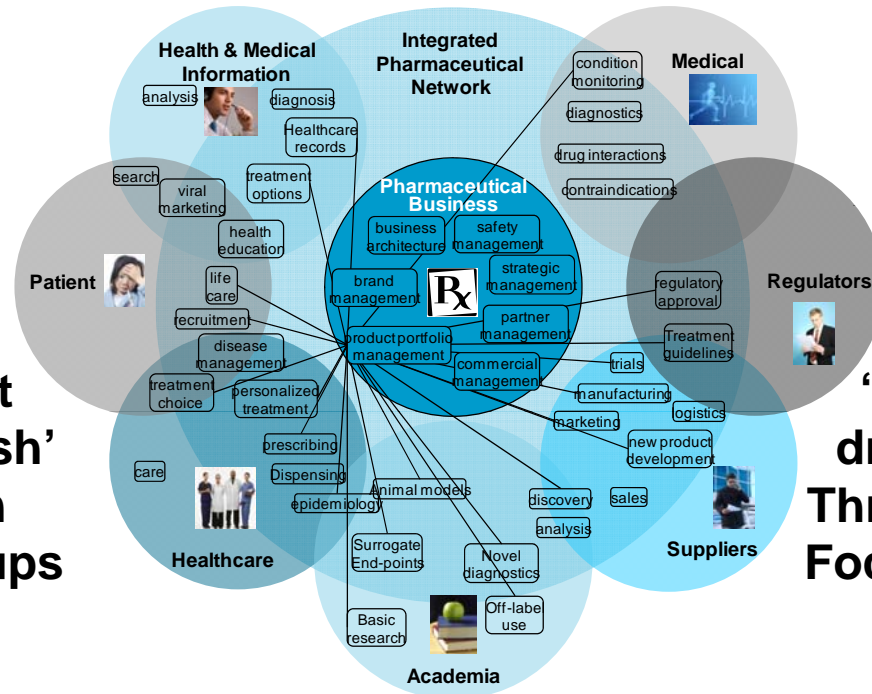 Health & Medical
Information
analysis
diagnosis
Healthcare
records
treatment
options
search
viral
marketing
health
education
Integrated
Pharmaceutical
Network
condition
monitoring
Medical
diagnostics
drug interactions
contraindications
Pharmaceutical
Business
business
architecture
safety
management
strategic
management
brand
management
Rx
partner
management
product portfolio
management
commercial
management
Patient
life
care
recruitment
disease
management
treatment
choice
personalized
treatment
prescribing
care
Dispensing
epidemiology
Healthcare
regulatory
approval
Regulators
Treatment
guidelines
trials
manufacturing
logistics
marketing
new product
development
discovery
sales
analysis
Suppliers
Animal models
Surrogate
End-points
Novel
diagnostics
Basic
research
Off-label
use
Academia
t
sh’
n
ups
‘
dr
Thr
Foc